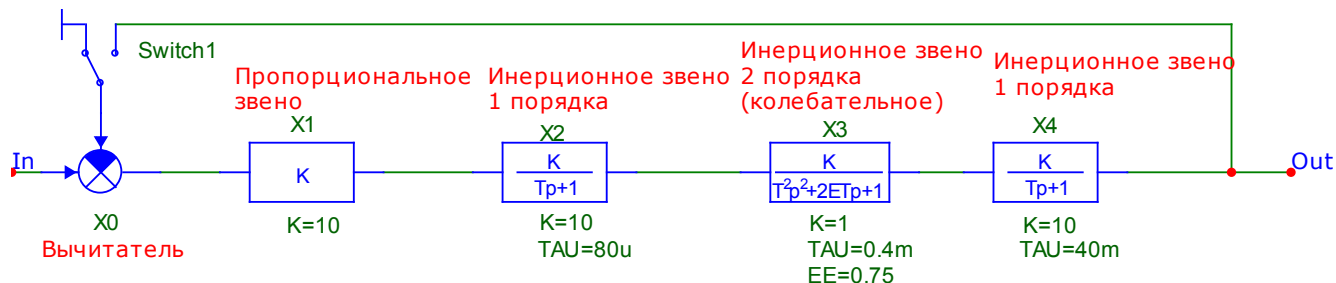 Switch1
Пропорциональное
звено
Инерционное звено
1 порядка
Инерционное звено
2 порядка
(колебательное)
Инерционное звено
1 порядка
X1
X2
X3
X4
In
K
K
Tp+1
K
T²p²+2ETp+1
K
Tp+1
Out
X0
Вычитатель
K=10
K=10
TAU=80u
K=1
TAU=0.4m
EE=0.75
K=10
TAU=40m